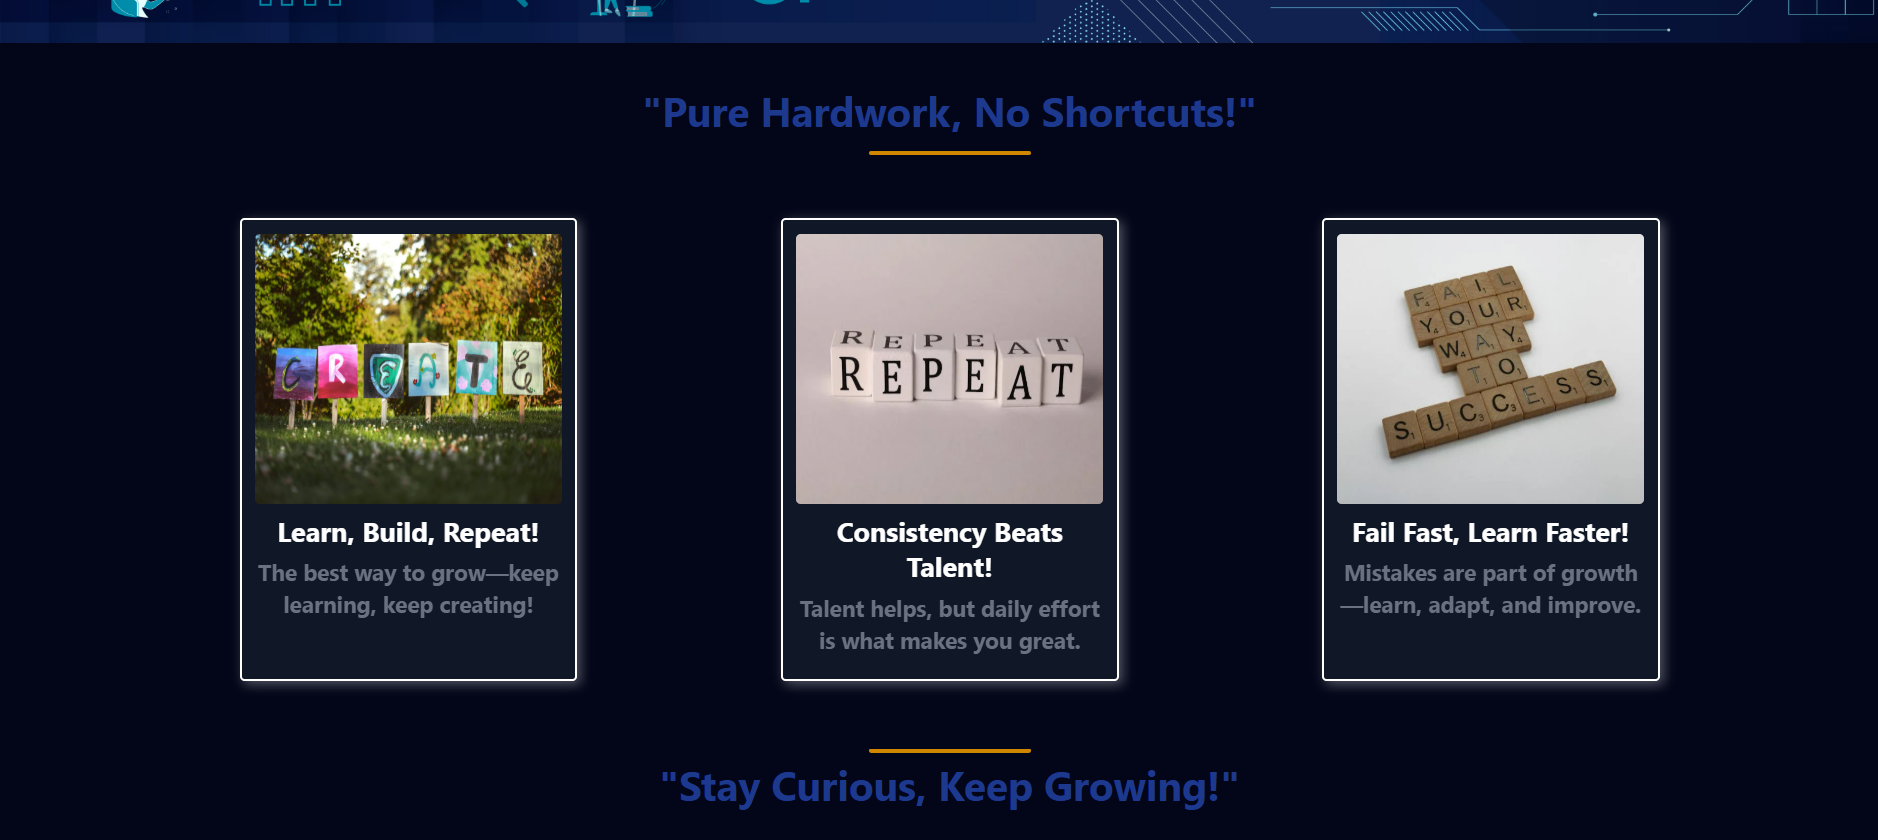 "Pure Hardwork, No Shortcuts!"
CREATE
Learn, Build, Repeat!
The best way to grow—keep
learning, keep creating!
REPEAT
REPEAT
Consistency Beats
Talent!
Talent helps, but daily effort
is what makes you great.
FAIL
YOUR
WAY
TO
SUCCESS
Fail Fast, Learn Faster!
Mistakes are part of growth
—learn, adapt, and improve.
"Stay Curious, Keep Growing!"